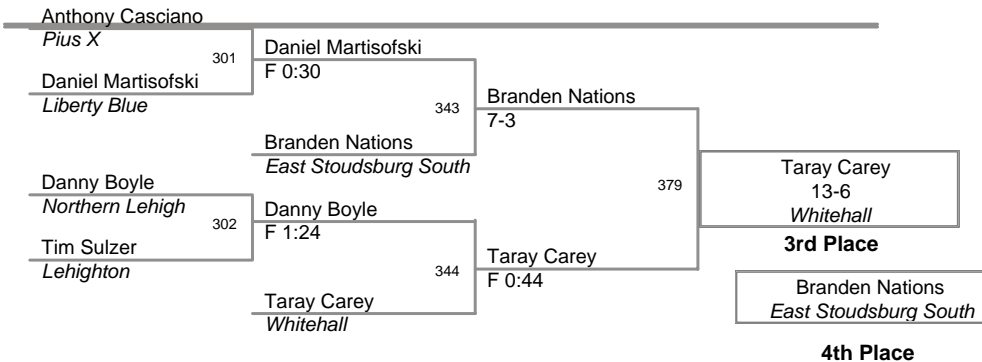 Anthony Casciano
Pius X
301
Daniel Martisofski
F 0:30
Daniel Martisofski
Liberty Blue
343
Branden Nations
7-3
Branden Nations
East Stoudsburg South
379
Taray Carey
13-6
Whitehall
3rd Place
Danny Boyle
Northern Lehigh
302
Danny Boyle
F 1:24
Tim Sulzer
Lehighton
344
Taray Carey
F 0:44
Taray Carey
Whitehall
Branden Nations
East Stoudsburg South
4th Place